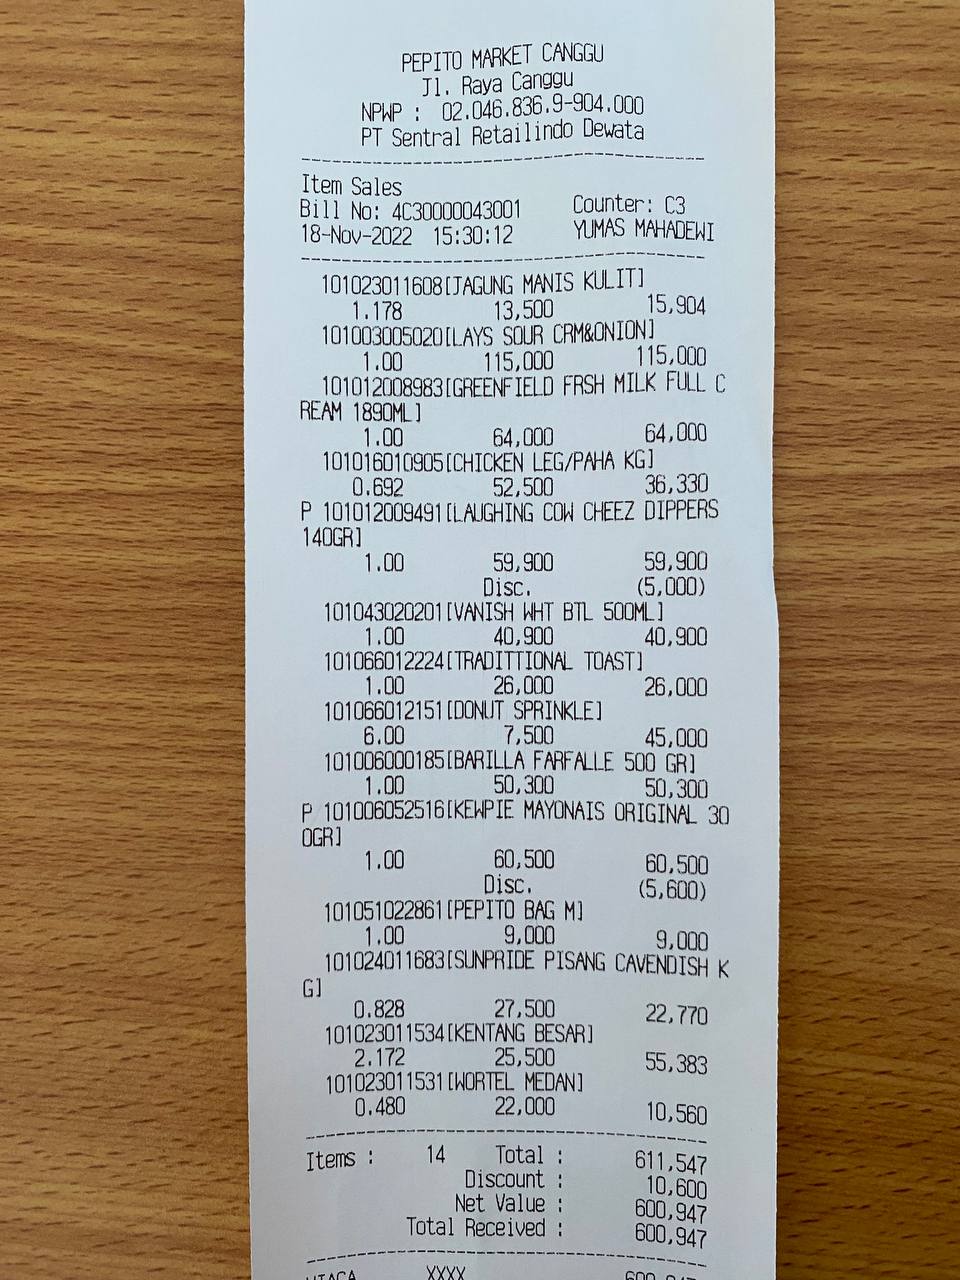 PEPITO MARKET CANGGU
Jl. Raya Canggu
NPWP : 02.046.836.9-904.000
PT Sentral Retailindo Dewata
Item Sales
Bill No: 4C30000043001 Counter: C3
18-Nov-2022 15:30:12 YUMAS MAHADEWI
101023011608[JAGUNG MANIS KULIT]
1.178 13,500 15,904
101003005020[LAYS SOUR CRM&ONION]
1.00 115,000 115,000
101012008983[GREENFIELD FRSH MILK FULL C
REAM 1890ML]
1.00 64,000 64,000
101016010905[CHICKEN LEG/PAHA KG]
0.692 52,500 36,330
P 101012009491[LAUGHING COW CHEEZ DIPPERS
140GR]
1.00 59,900 59,900
Disc. (5,000)
101043020201[VANISH WHT BTL 500ML]
1.00 40,900 40,900
101066012224[TRADITTIONAL TOAST]
1.00 26,000 26,000
101066012151[DONUT SPRINKLE]
6.00 7,500 45,000
101006000185[BARILLA FARFALLE 500 GR]
1.00 50,300 50,300
P 101006052516[KEWPIE MAYONAIS ORIGINAL 30
0GR]
1.00 60,500 60,500
Disc. (5,600)
101051022861[PEPITO BAG M]
1.00 9,000 9,000
101024011683[SUNPRIDE PISANG CAVENDISH K
G]
0.828 27,500 22,770
101023011534[KENTANG BESAR]
2.172 25,500 55,383
101023011531[WORTEL MEDAN]
0.480 22,000 10,560
Items : 14 Total : 611,547
Discount : 10,600
Net Value : 600,947
Total Received : 600,947
XXXX